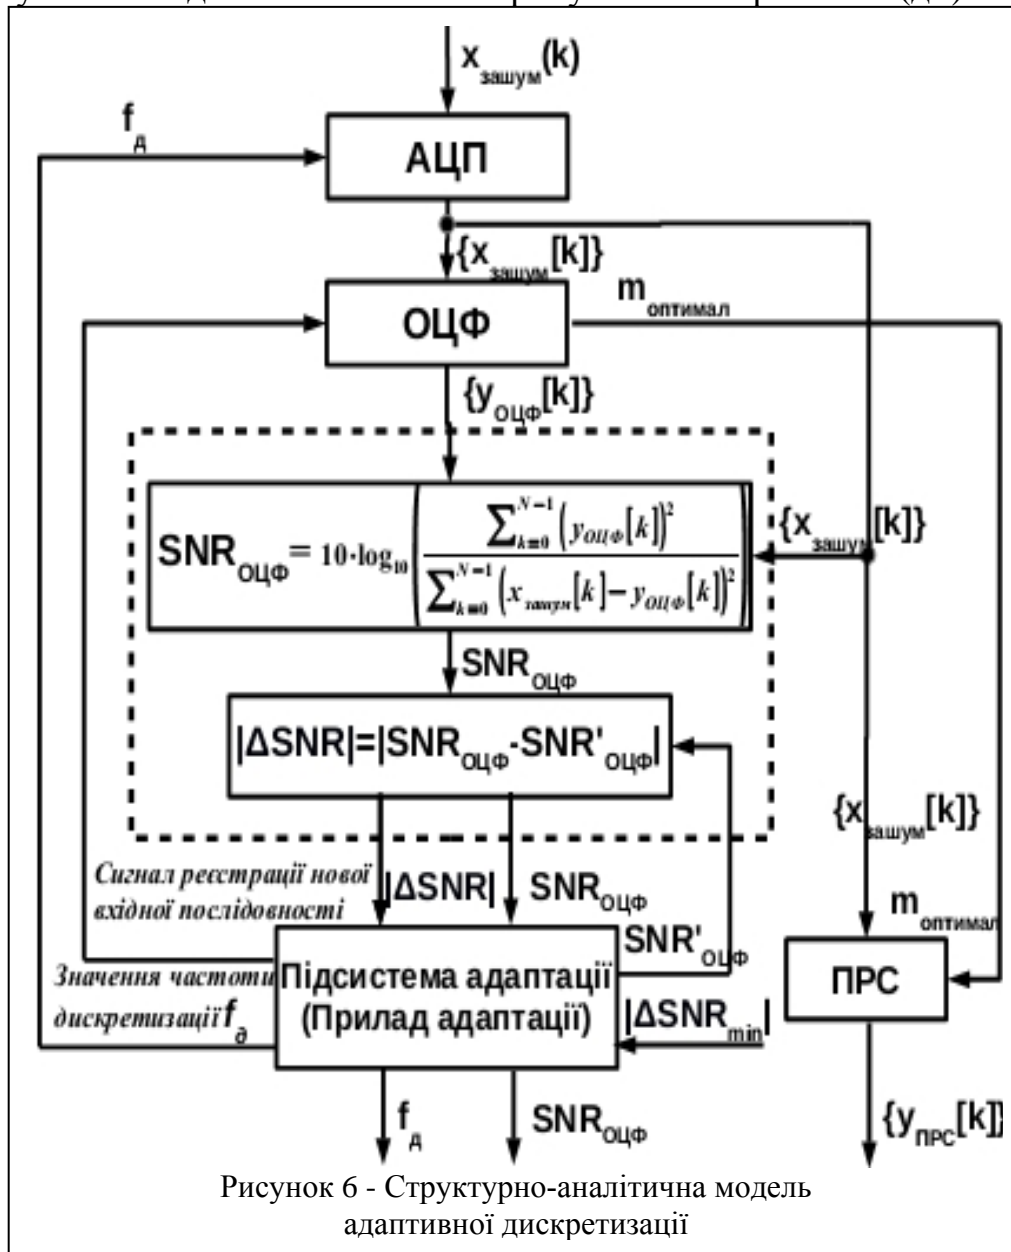 x_зашум(k)
f_д
АЦП
{x_зашум[k]}
m_оптимал
ОЦФ
{y_ОЦФ[k]}
SNR_ОЦФ = 10·log_10 ( ∑_{k=0}^{N−1} (y_ОЦФ[k])^2 / ∑_{k=0}^{N−1} (x_зашум[k] − y_ОЦФ[k])^2 )
{x_зашум[k]}
SNR_ОЦФ
|ΔSNR|=|SNR_ОЦФ-SNR'_ОЦФ|
{x_зашум[k]}
Сигнал реєстрації нової
вхідної послідовності
|ΔSNR|
SNR_ОЦФ
m_оптимал
SNR'_ОЦФ
Значення частоти
дискретизації f_д
Підсистема адаптації
(Прилад адаптації)
|ΔSNR_min|
ПРС
f_д
SNR_ОЦФ
{y_ПРС[k]}
Рисунок 6 - Структурно-аналітична модель
адаптивної дискретизації